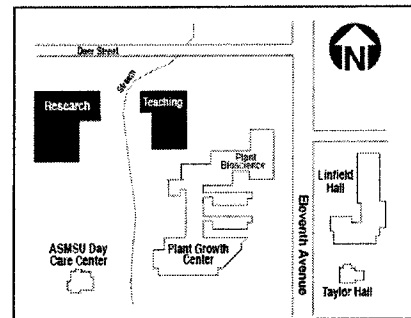 Deer Street
N
Stream
Research
Teaching
Plant
Bioscience
Linfield
Hall
Eleventh Avenue
ASMSU Day
Care Center
Plant Growth
Center
Taylor Hall